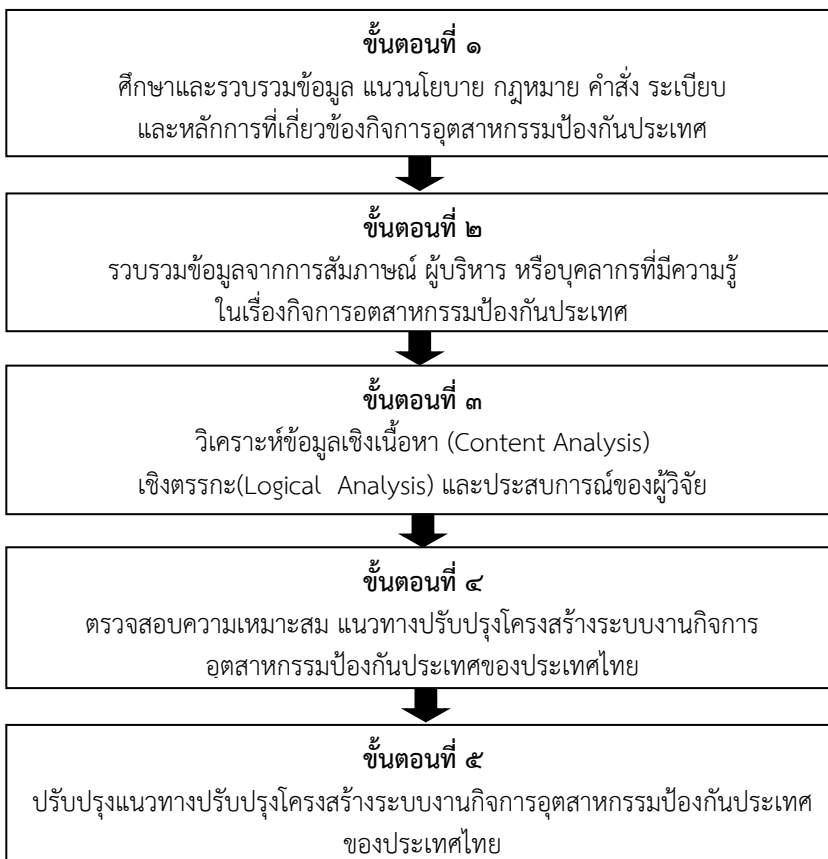 ขั้นตอนที่ ๑
ศึกษาและรวบรวมข้อมูล แนวนโยบาย กฎหมาย คำสั่ง ระเบียบ
และหลักการที่เกี่ยวข้องกิจการอุตสาหกรรมป้องกันประเทศ
ขั้นตอนที่ ๒
รวบรวมข้อมูลจากการสัมภาษณ์ ผู้บริหาร หรือบุคลากรที่มีความรู้
ในเรื่องกิจการอตสาหกรรมป้องกันประเทศ
ขั้นตอนที่ ๓
วิเคราะห์ข้อมูลเชิงเนื้อหา (Content Analysis)
เชิงตรรกะ(Logical Analysis) และประสบการณ์ของผู้วิจัย
ขั้นตอนที่ ๔
ตรวจสอบความเหมาะสม แนวทางปรับปรุงโครงสร้างระบบงานกิจการ
อุตสาหกรรมป้องกันประเทศของประเทศไทย
ขั้นตอนที่ ๕
ปรับปรุงแนวทางปรับปรุงโครงสร้างระบบงานกิจการอุตสาหกรรมป้องกันประเทศ
ของประเทศไทย